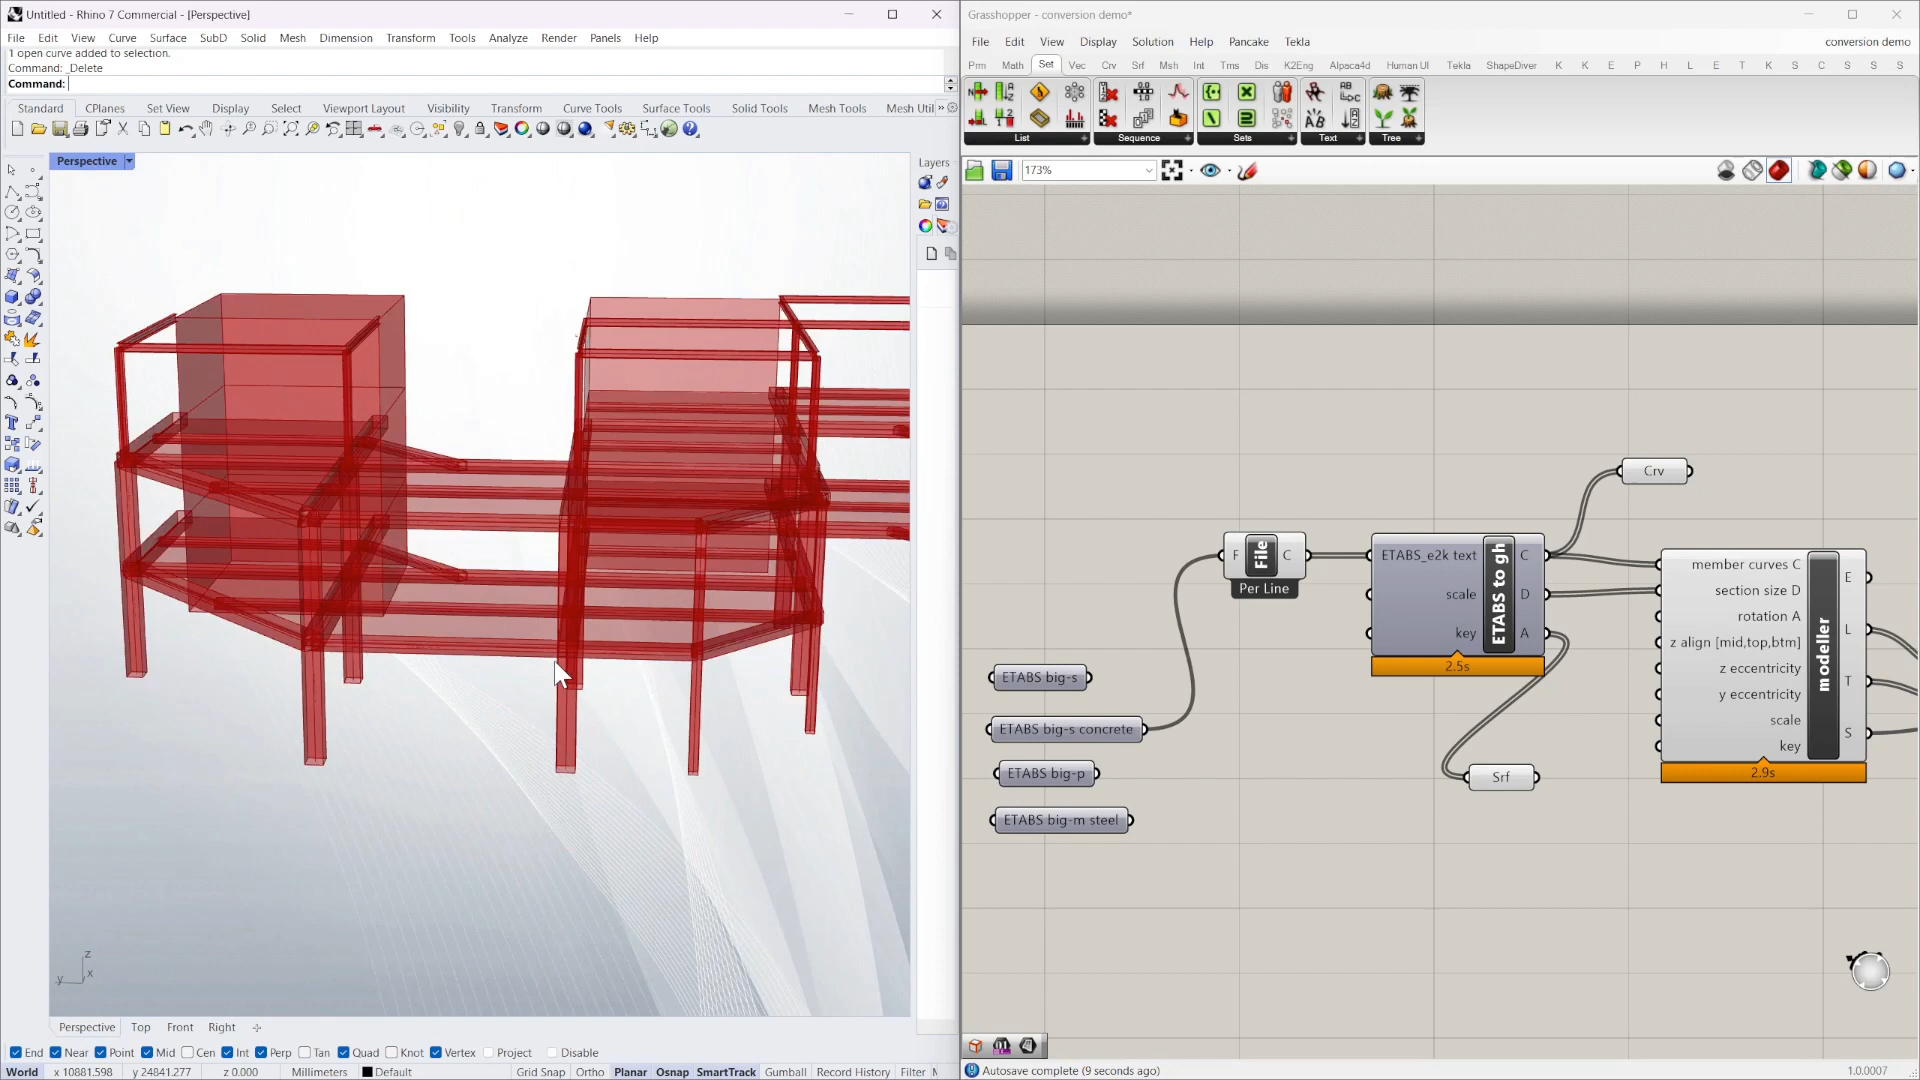 Untitled - Rhino 7 Commercial - [Perspective]
File Edit View Curve Surface SubD Solid Mesh Dimension Transform Tools Analyze Render Panels Help
1 open curve added to selection.
Command: _Delete
Command:
Standard CPlanes Set View Display Select Viewport Layout Visibility Transform Curve Tools Surface Tools Solid Tools Mesh Tools Mesh Util »
Perspective
Layers
z
y x
Perspective Top Front Right
End Near Point Mid Cen Int Perp Tan Quad Knot Vertex Project Disable
World x 10881.598 y 24841.277 z 0.000 Millimeters Default Grid Snap Ortho Planar Osnap SmartTrack Gumball Record History Filter
Grasshopper - conversion demo*
File Edit View Display Solution Help Pancake Tekla
conversion demo
Prm Math Set Vec Crv Srf Msh Int Trns Dis K2Eng Alpaca4d Human UI Tekla ShapeDiver K K E P H L E T K S C S S S
List Sequence Sets Text Tree
173%
Crv
F File C
Per Line
ETABS_e2k text
scale
key
ETABS to gh
C
D
A
2.5s
member curves C
section size D
rotation A
z align [mid,top,btm]
z eccentricity
y eccentricity
scale
key
modeller
E
L
T
S
2.9s
ETABS big-s
ETABS big-s concrete
ETABS big-p
ETABS big-m steel
Srf
Autosave complete (9 seconds ago)
1.0.0007